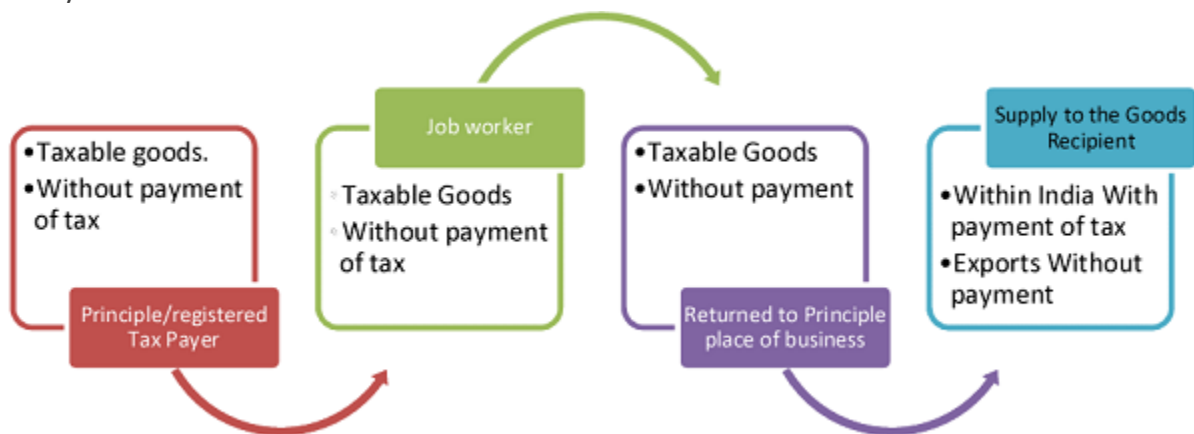 •Taxable goods.
•Without payment
of tax
Principle/registered
Tax Payer
Job worker
◦Taxable Goods
◦Without payment
of tax
•Taxable Goods
•Without payment
Returned to Principle
place of business
Supply to the Goods
Recipient
•Within India With
payment of tax
•Exports Without
payment